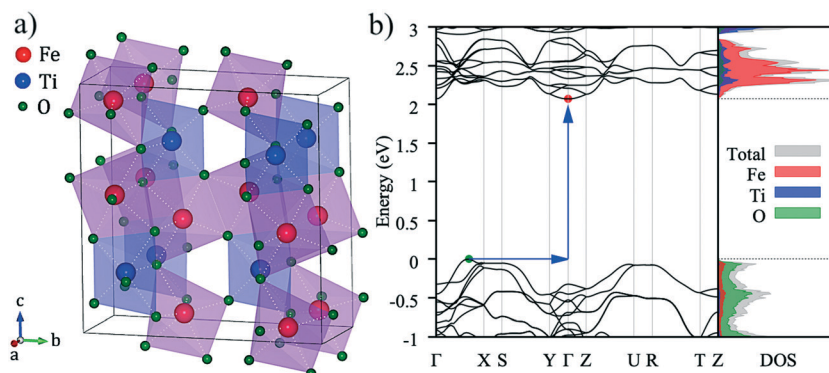 a)
Fe
Ti
O
c
a
b
b)
3
2.5
2
1.5
1
0.5
0
-0.5
-1
Energy (eV)
Γ X S Y Γ Z U R T Z DOS
Total
Fe
Ti
O